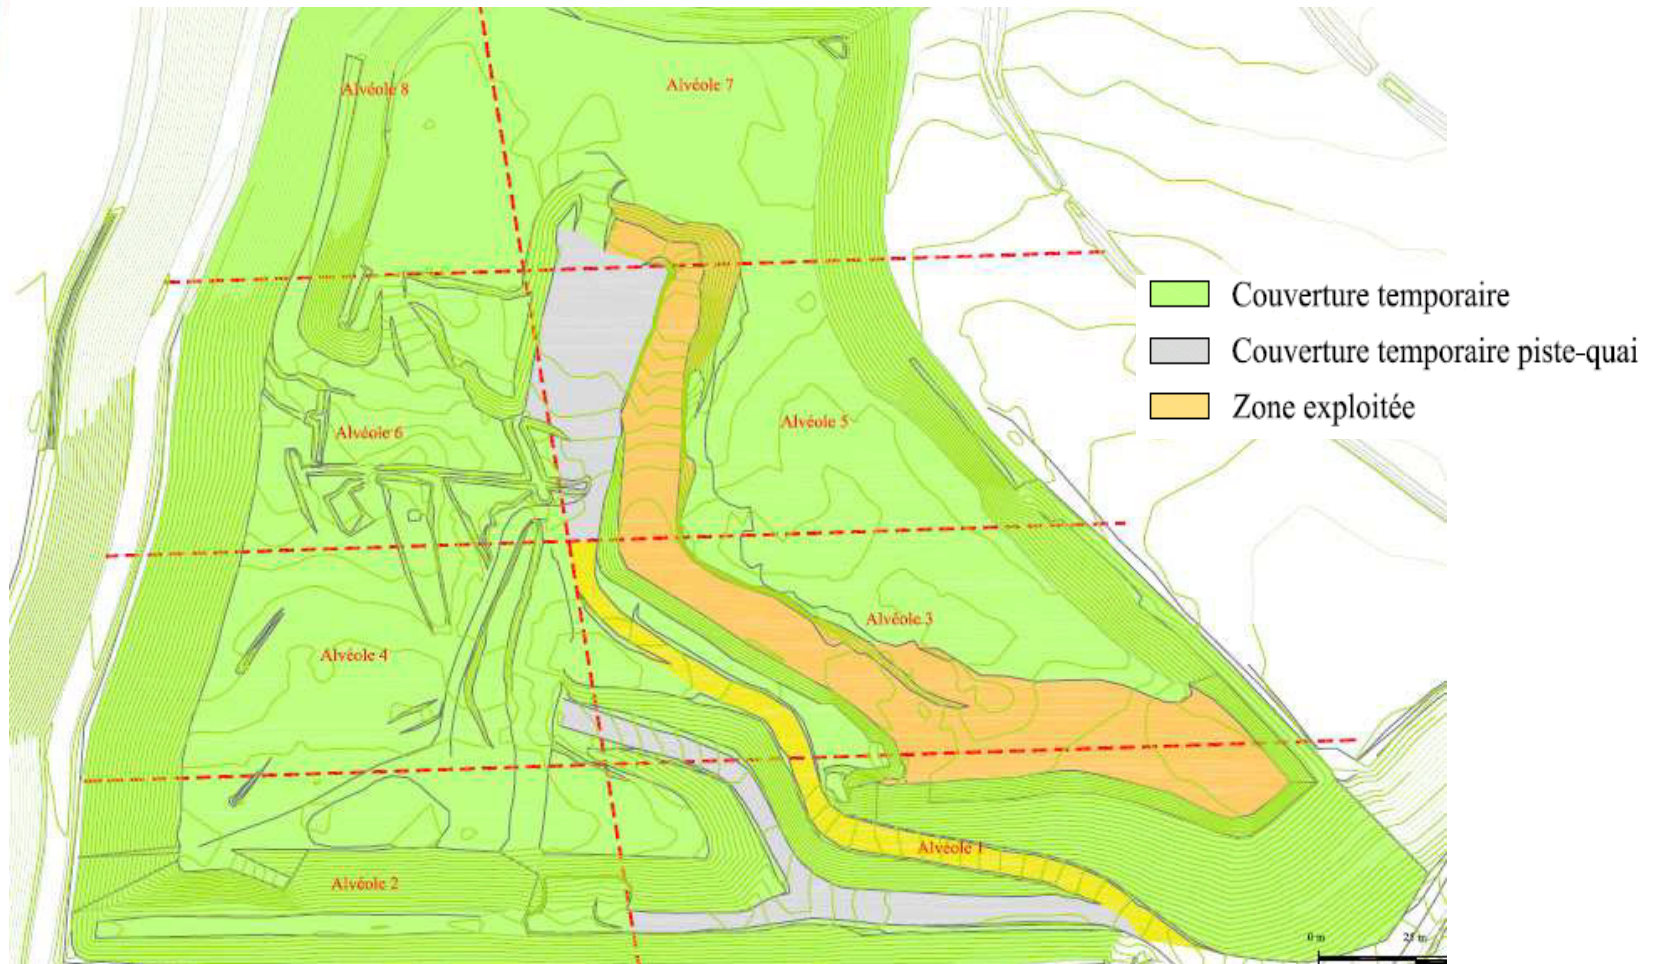 Alvéole 8
Alvéole 7
Couverture temporaire
Couverture temporaire piste-quai
Zone exploitée
Alvéole 6
Alvéole 5
Alvéole 3
Alvéole 4
Alvéole 1
Alvéole 2
0 m
25 m